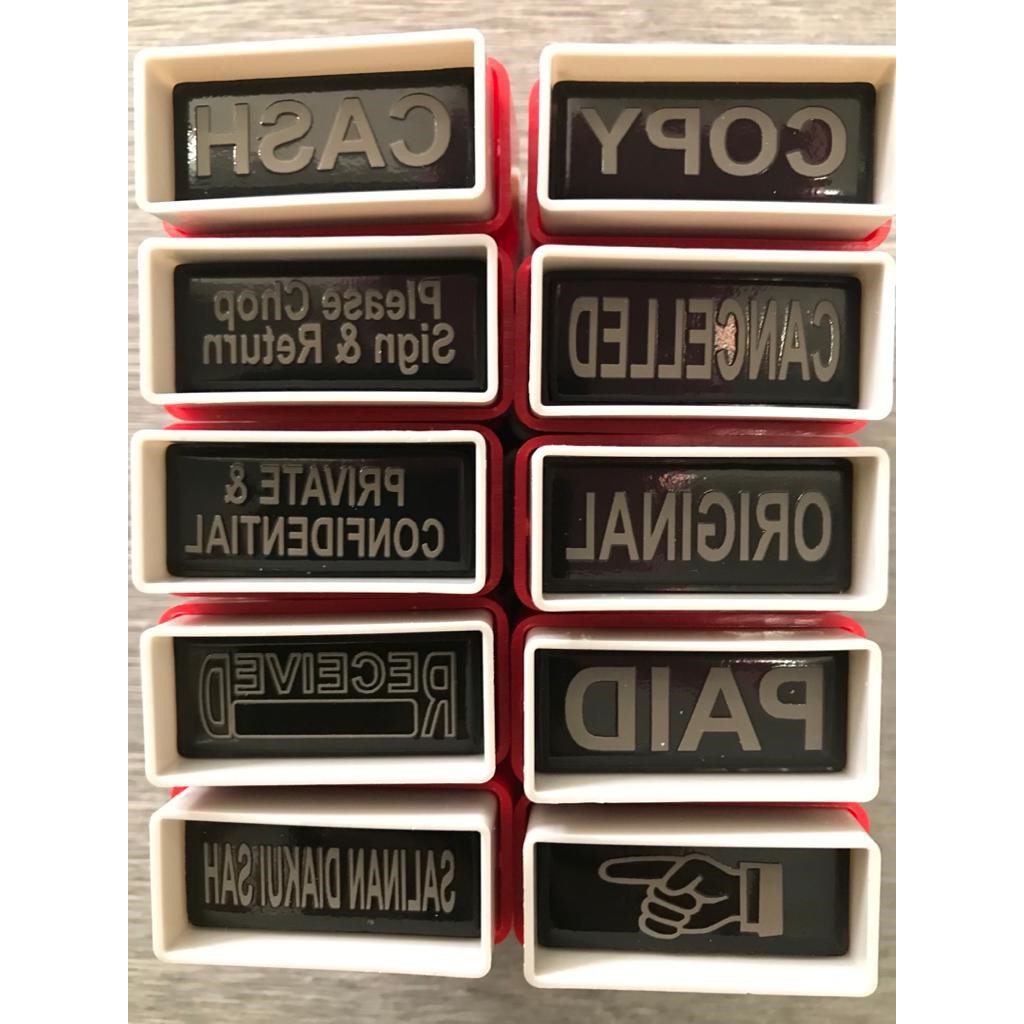 CASH
COPY
Please Chop
Sign & Return
CANCELLED
PRIVATE &
CONFIDENTIAL
ORIGINAL
RECEIVED
PAID
SALINAN DIAKUI SAH